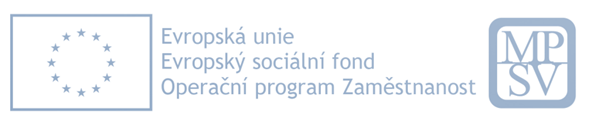 Evropská unie
Evropský sociální fond
Operační program Zaměstnanost
MP
SV